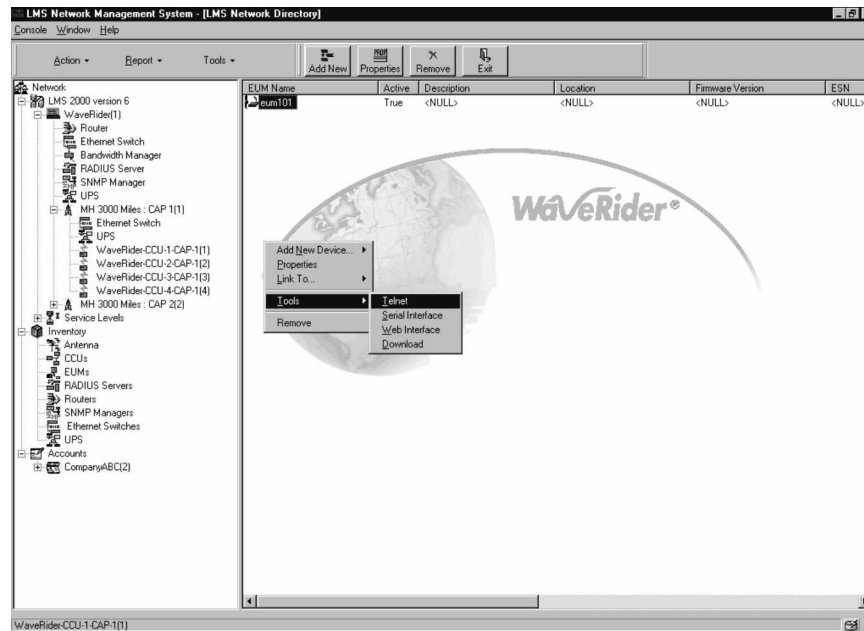 LMS Network Management System - [LMS Network Directory]
Console Window Help
Action Report Tools
Add New Properties Remove Exit
Network
LMS 2000 version 6
WaveRider(1)
Router
Ethernet Switch
Bandwidth Manager
RADIUS Server
SNMP Manager
UPS
MH 3000 Miles : CAP 1(1)
Ethernet Switch
UPS
WaveRider-CCU-1-CAP-1(1)
WaveRider-CCU-2-CAP-1(2)
WaveRider-CCU-3-CAP-1(3)
WaveRider-CCU-4-CAP-1(4)
MH 3000 Miles : CAP 2(2)
Service Levels
Inventory
Antenna
CCUs
EUMs
RADIUS Servers
Routers
SNMP Managers
Ethernet Switches
UPS
Accounts
CompanyABC(2)
EUM Name Active Description Location Firmware Version ESN
eum101 True <NULL> <NULL> <NULL> <NULL>
WaveRider®
Add New Device...
Properties
Link To...
Tools
Remove
Telnet
Serial Interface
Web Interface
Download
WaveRider-CCU-1-CAP-1(1)